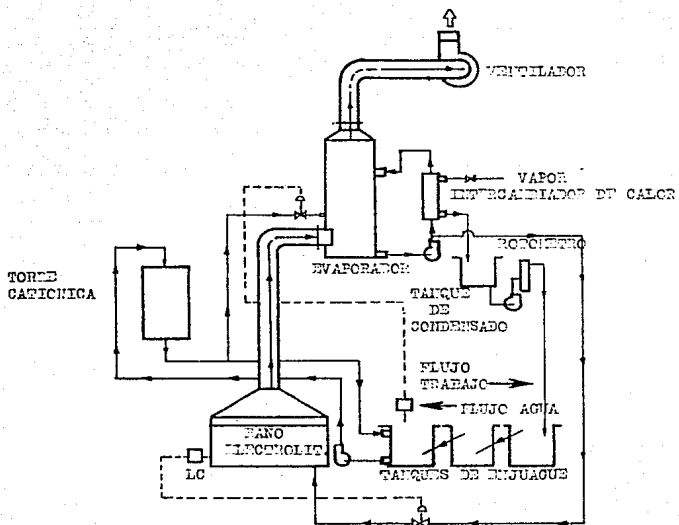 VENTILADOR
VAPOR
INTERCAMBIADOR DE CALOR
ROTOMETRO
EVAPORADOR
TORRE
CATIONICA
TANQUE
DE
CONDENSADO
FLUJO
TRABAJO
FLUJO AGUA
BAÑO
ELECTROLIT.
LC
TANQUES DE ENJUAGUE